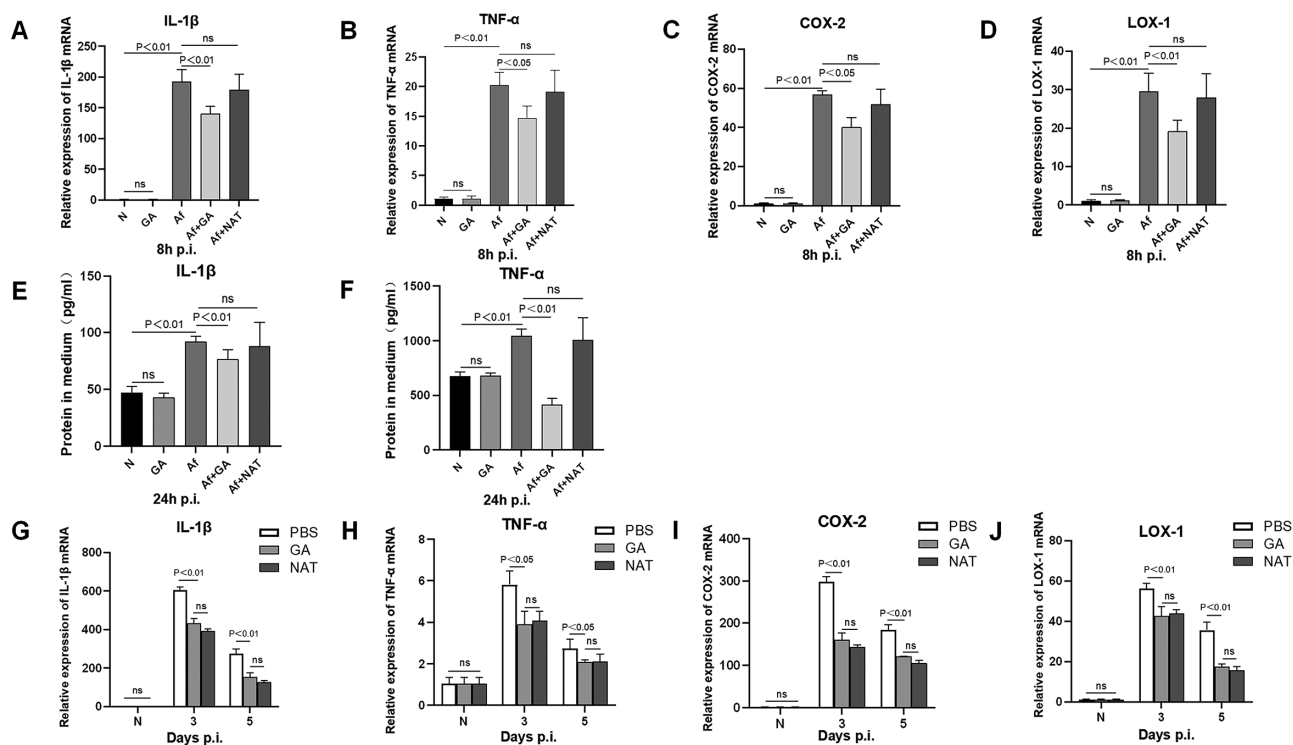 A
IL-1β
Relative expression of IL-1β mRNA
250
200
150
100
50
0
P＜0.01
ns
P＜0.01
ns
N
GA
Af
Af+GA
Af+NAT
8h p.i.
B
TNF-α
Relative expression of TNF-α mRNA
25
20
15
10
5
0
P＜0.01
ns
P＜0.05
ns
N
GA
Af
Af+GA
Af+NAT
8h p.i.
C
COX-2
Relative expression of COX-2 mRNA
80
60
40
20
0
P＜0.01
ns
P＜0.05
ns
N
GA
Af
Af+GA
Af+NAT
8h p.i.
D
LOX-1
Relative expression of LOX-1 mRNA
40
30
20
10
0
P＜0.01
ns
P＜0.01
ns
N
GA
Af
Af+GA
Af+NAT
8h p.i.
E
IL-1β
Protein in medium（pg/ml）
150
100
50
0
P＜0.01
ns
P＜0.01
ns
N
GA
Af
Af+GA
Af+NAT
24h p.i.
F
TNF-α
Protein in medium（pg/ml）
1500
1000
500
0
P＜0.01
ns
P＜0.01
ns
N
GA
Af
Af+GA
Af+NAT
24h p.i.
G
IL-1β
Relative expression of IL-1β mRNA
800
600
400
200
0
PBS
GA
NAT
ns
P＜0.01
ns
P＜0.01
ns
N
3
5
Days p.i.
H
TNF-α
Relative expression of TNF-α mRNA
8
6
4
2
0
PBS
GA
NAT
ns
P＜0.05
ns
P＜0.05
ns
N
3
5
Days p.i.
I
COX-2
Relative expression of COX-2 mRNA
400
300
200
100
0
PBS
GA
NAT
ns
P＜0.01
ns
P＜0.01
ns
N
3
5
Days p.i.
J
LOX-1
Relative expression of LOX-1 mRNA
80
60
40
20
0
PBS
GA
NAT
ns
P＜0.01
ns
P＜0.01
ns
N
3
5
Days p.i.